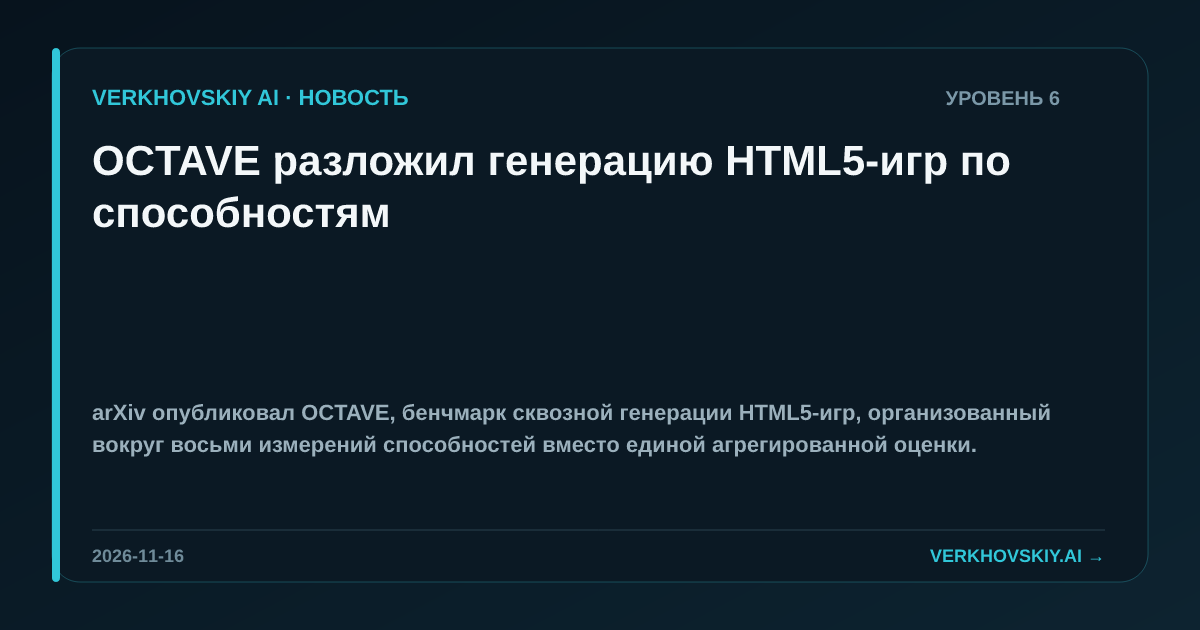 VERKHOVSKIY AI · НОВОСТЬ
УРОВЕНЬ 6
OCTAVE разложил генерацию HTML5-игр по
способностям
arXiv опубликовал OCTAVE, бенчмарк сквозной генерации HTML5-игр, организованный
вокруг восьми измерений способностей вместо единой агрегированной оценки.
2026-11-16
VERKHOVSKIY.AI →